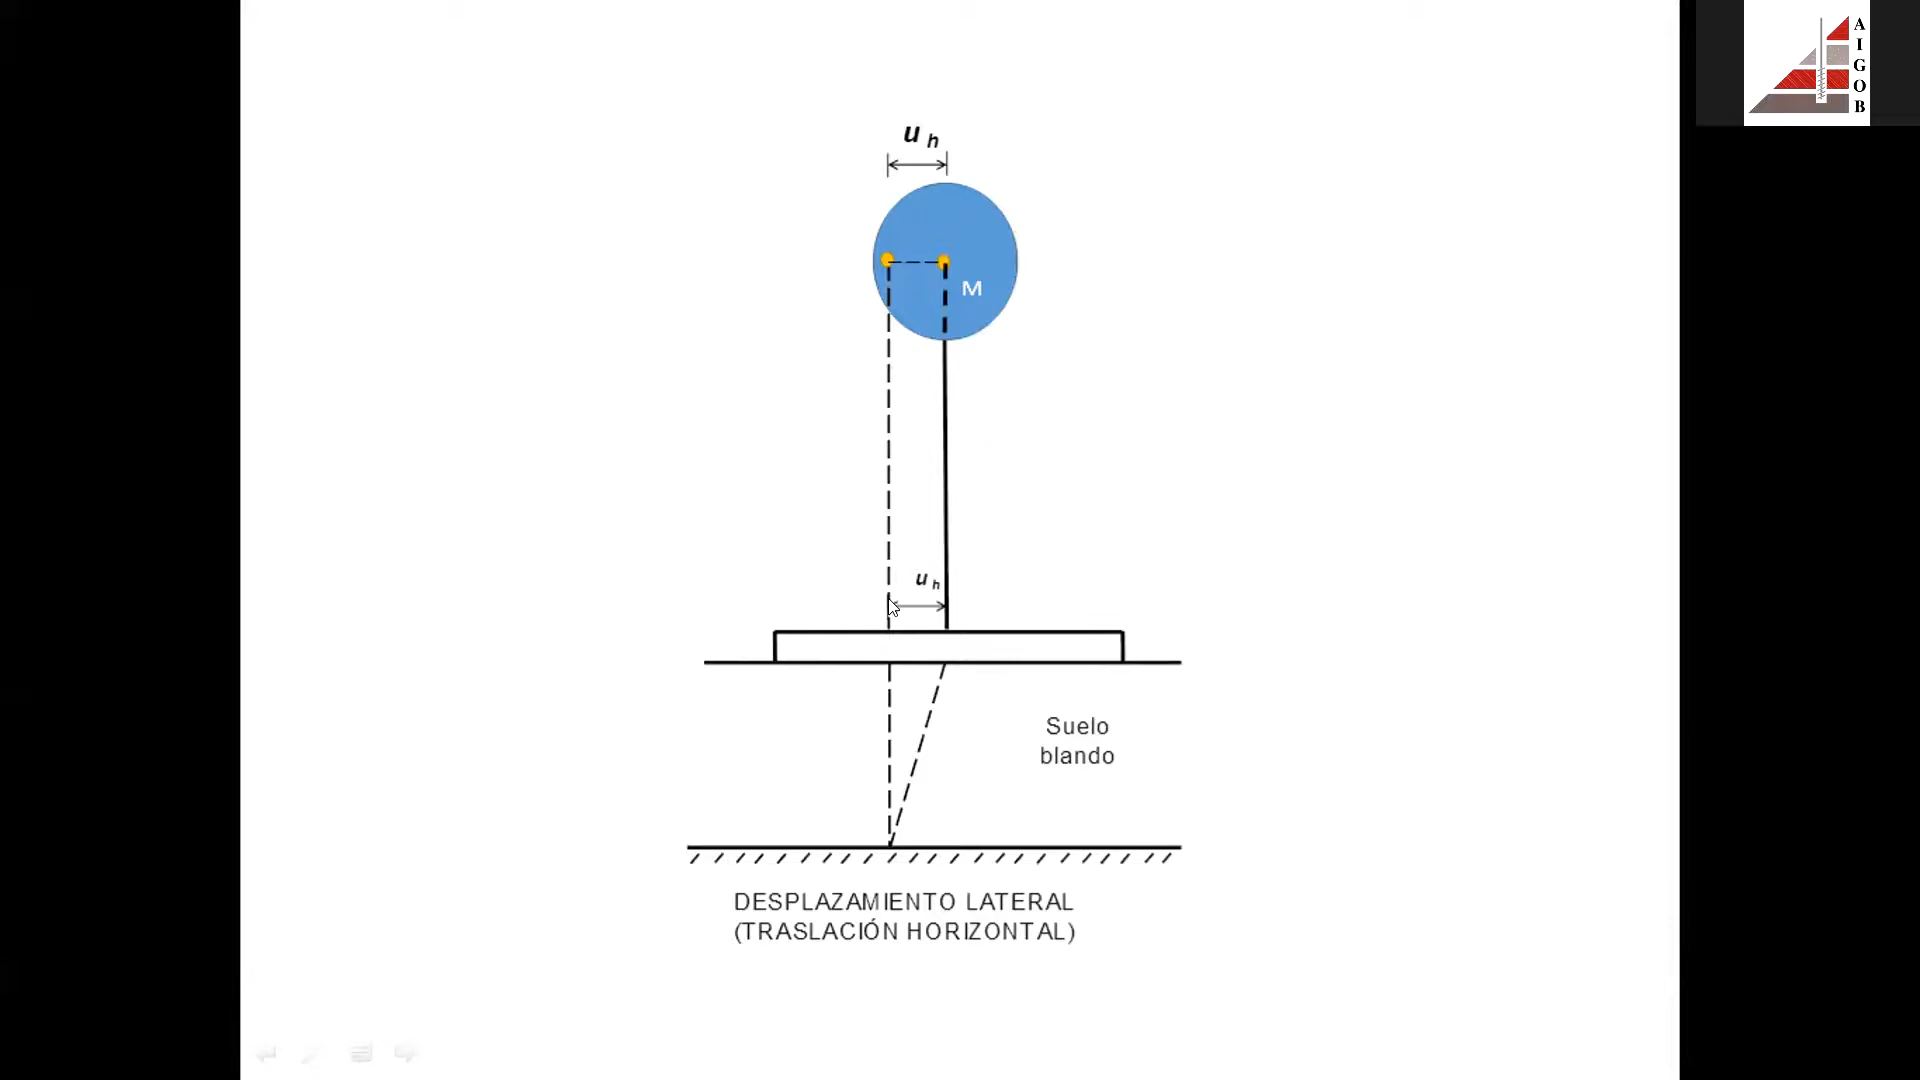 A
I
G
O
B
u h
M
u h
Suelo
blando
DESPLAZAMIENTO LATERAL
(TRASLACIÓN HORIZONTAL)